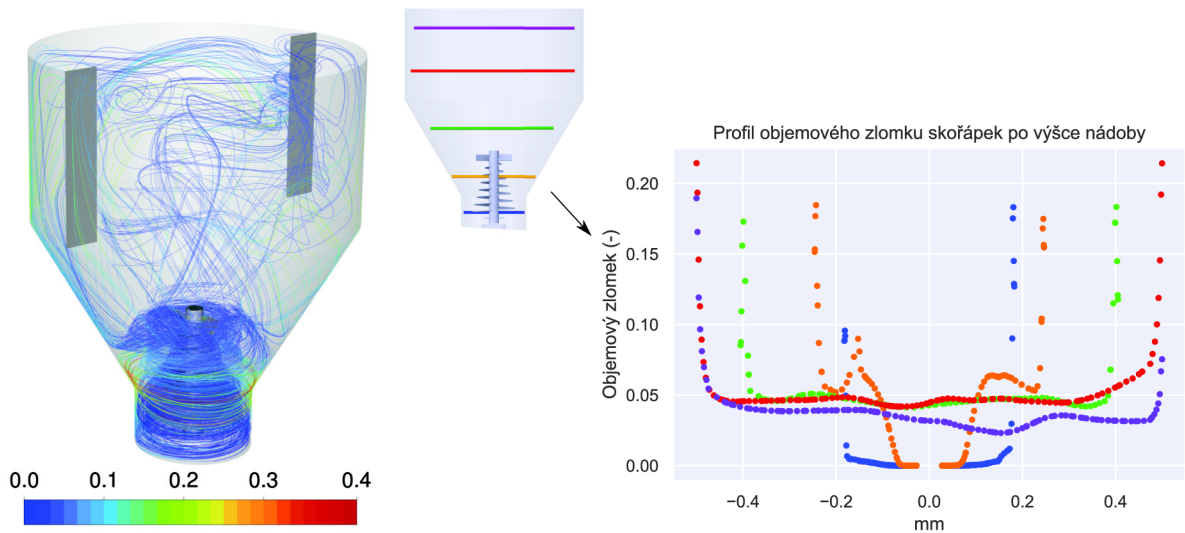 0.0 0.1 0.2 0.3 0.4
Profil objemového zlomku skořápek po výšce nádoby
Objemový zlomek (-)
0.20
0.15
0.10
0.05
0.00
−0.4 −0.2 0.0 0.2 0.4
mm